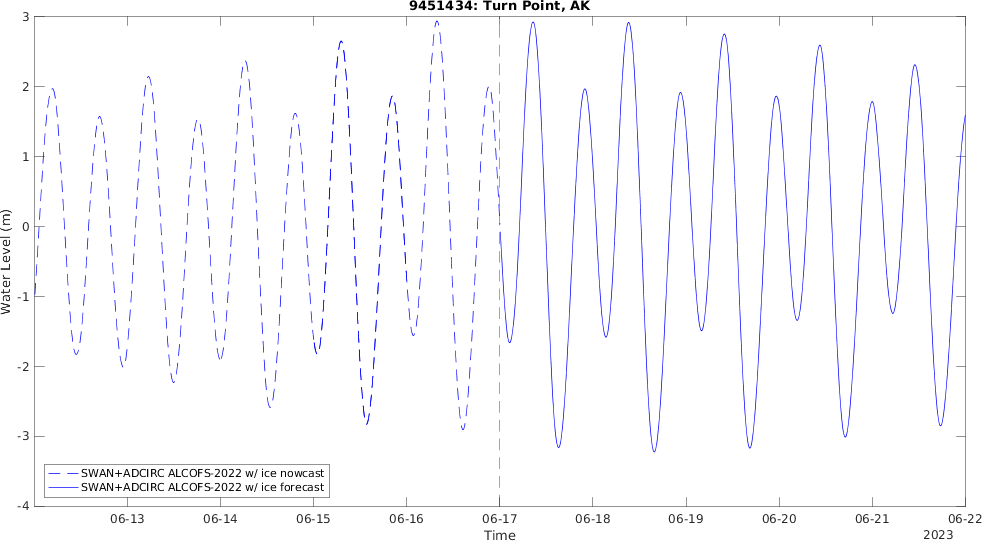 9451434: Turn Point, AK
3
2
1
0
-1
-2
-3
-4
Water Level (m)
SWAN+ADCIRC ALCOFS-2022 w/ ice nowcast
SWAN+ADCIRC ALCOFS-2022 w/ ice forecast
06-13 06-14 06-15 06-16 06-17 06-18 06-19 06-20 06-21 06-22
Time
2023